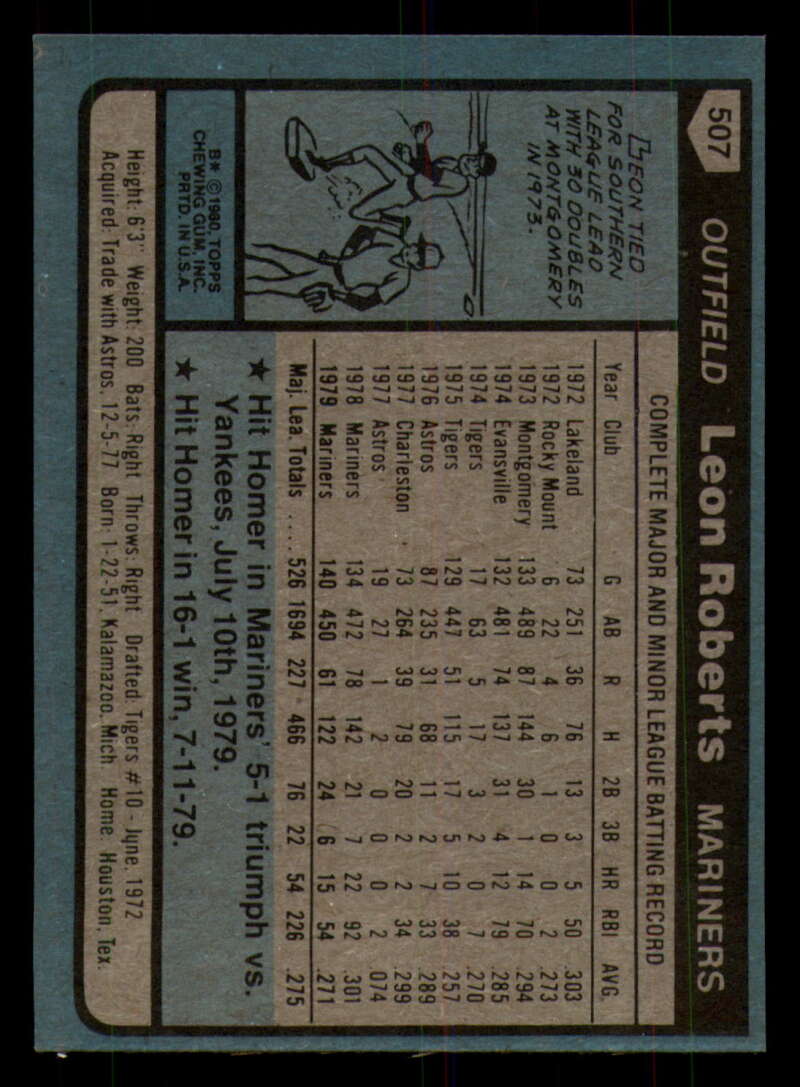 507 OUTFIELD Leon Roberts MARINERS
LEON TIED
FOR SOUTHERN
LEAGUE LEAD
WITH 30 DOUBLES
AT MONTGOMERY
IN 1973.
B* © 1980, TOPPS
CHEWING GUM, INC.
PRTD. IN U.S.A.
COMPLETE MAJOR AND MINOR LEAGUE BATTING RECORD
Year Club G AB R H 2B 3B HR RBI AVG.
1972 Lakeland 73 251 36 76 13 3 5 50 .303
1972 Rocky Mount 6 22 4 6 1 0 0 2 .273
1973 Montgomery 133 489 87 144 30 1 14 70 .294
1974 Evansville 132 481 74 137 31 4 12 79 .285
1974 Tigers 17 63 5 17 3 2 0 7 .270
1975 Tigers 129 447 51 115 17 5 10 38 .257
1976 Astros 87 235 31 68 11 2 7 33 .289
1977 Charleston 73 264 39 79 20 2 2 34 .299
1977 Astros 19 27 1 2 0 0 0 2 .074
1978 Mariners 134 472 78 142 21 7 22 92 .301
1979 Mariners 140 450 61 122 24 6 15 54 .271
Maj. Lea. Totals .... 526 1694 227 466 76 22 54 226 .275
★ Hit Homer in Mariners' 5-1 triumph vs.
Yankees, July 10th, 1979.
★ Hit Homer in 16-1 win, 7-11-79.
Height: 6'3" Weight: 200 Bats: Right Throws: Right Drafted: Tigers #10 - June, 1972
Acquired: Trade with Astros, 12-5-77 Born: 1-22-51, Kalamazoo, Mich. Home: Houston, Tex.